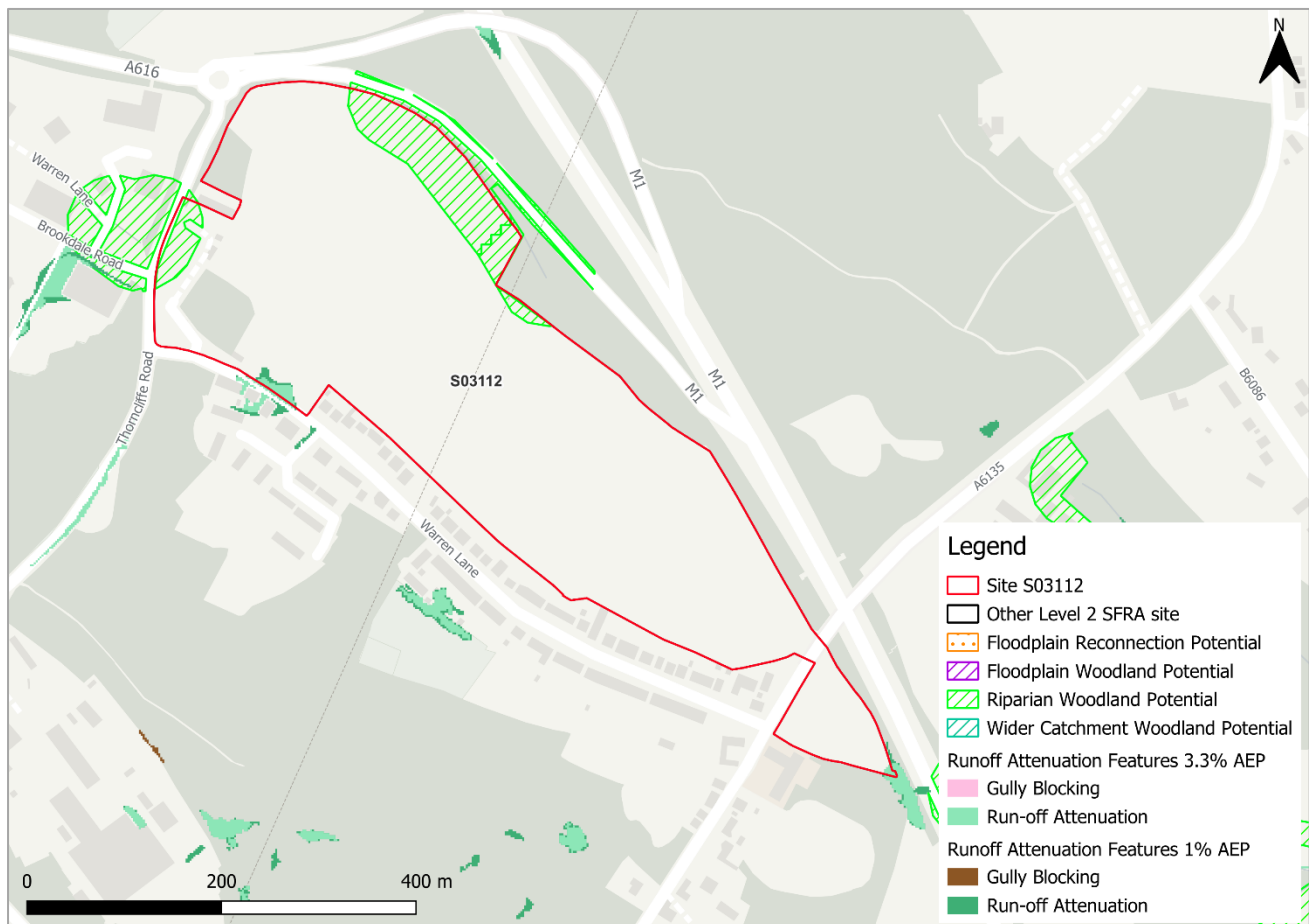 N
A616
M1
Warren Lane
Brookdale Road
S03112
M1
M1
B6086
Thorncliffe Road
A6135
Warren Lane
Legend
Site S03112
Other Level 2 SFRA site
Floodplain Reconnection Potential
Floodplain Woodland Potential
Riparian Woodland Potential
Wider Catchment Woodland Potential
Runoff Attenuation Features 3.3% AEP
Gully Blocking
Run-off Attenuation
Runoff Attenuation Features 1% AEP
Gully Blocking
Run-off Attenuation
0 200 400 m